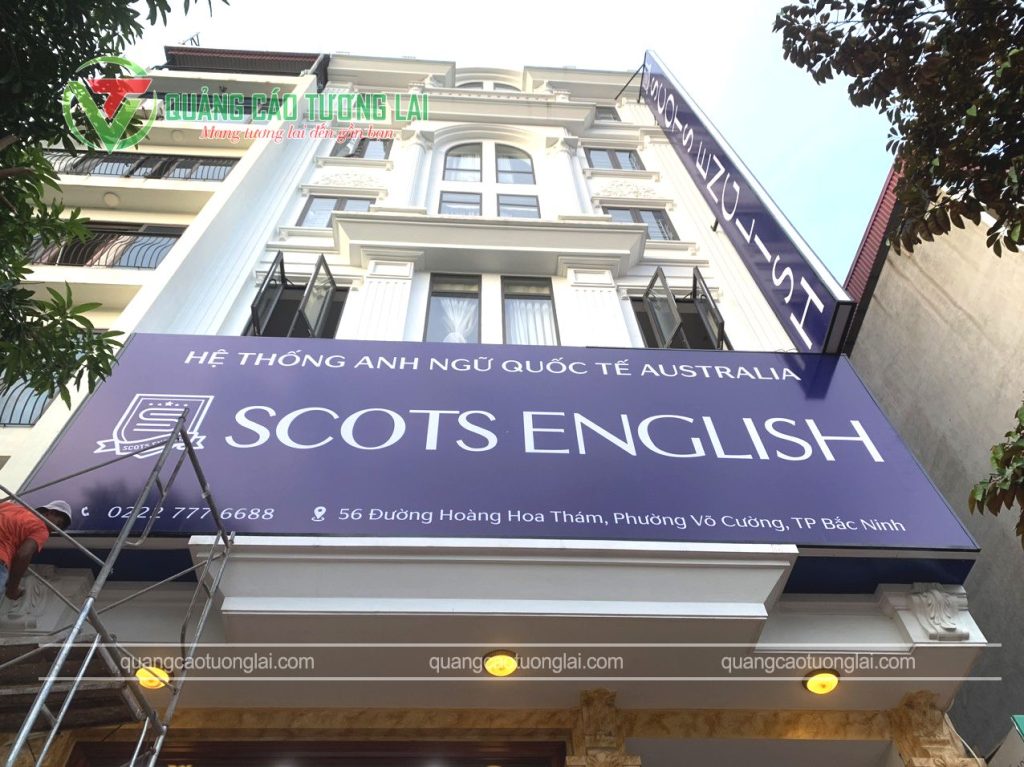 QUẢNG CÁO TƯƠNG LAI
Mang tương lai đến gần bạn
SCOTS ENGLISH
HỆ THỐNG ANH NGỮ QUỐC TẾ AUSTRALIA
SCOTS ENGLISH
0222 777 6688
56 Đường Hoàng Hoa Thám, Phường Võ Cường, TP Bắc Ninh
quangcaotuonglai.com quangcaotuonglai.com quangcaotuonglai.com